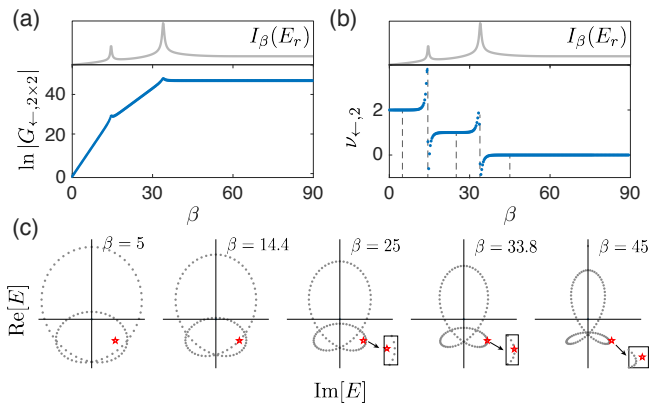 (a)
I_β(E_r)
ln |G_{←,2×2}|
40
20
0
0 30 60 90
β
(b)
I_β(E_r)
ν_{←,2}
2
0
0 30 60 90
β
(c)
β = 5
β = 14.4
β = 25
β = 33.8
β = 45
Re[E]
Im[E]